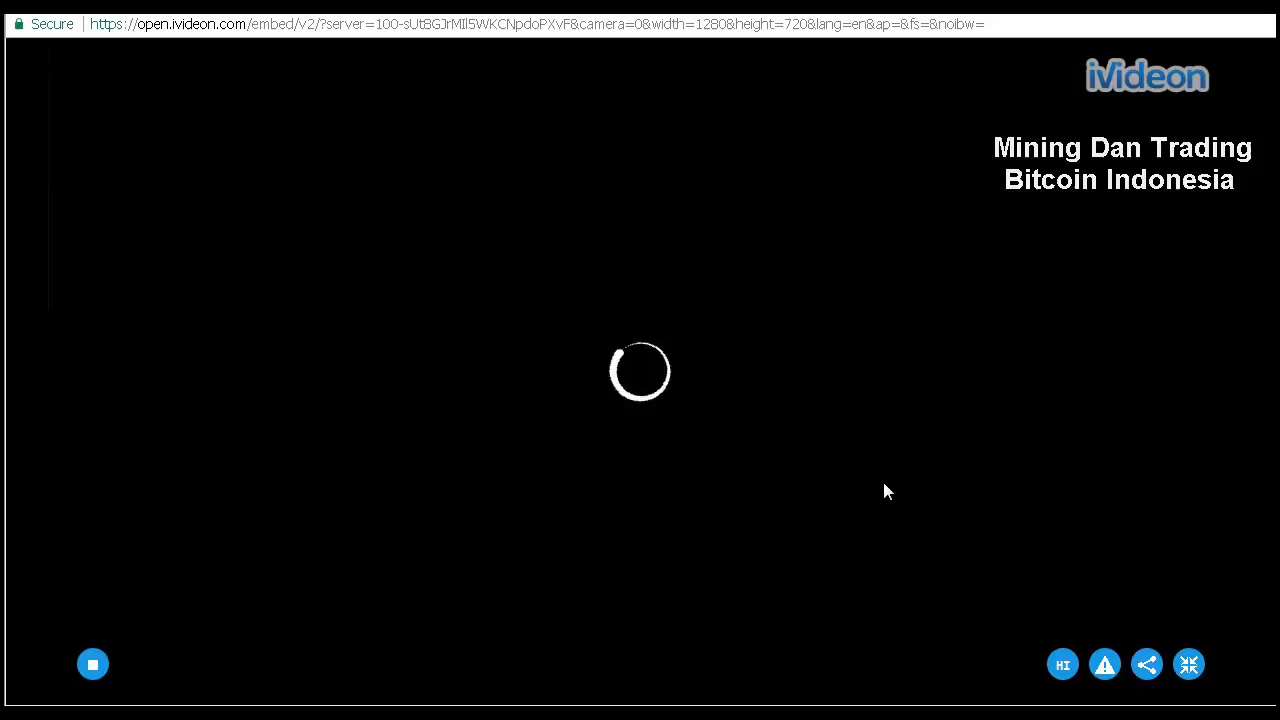 Secure https://open.ivideon.com/embed/v2/?server=100-sUt8GJrMIl5WKCNpdoPXvF&camera=0&width=1280&height=720&lang=en&ap=&fs=&noibw=
iVideon
Mining Dan Trading
Bitcoin Indonesia
HI